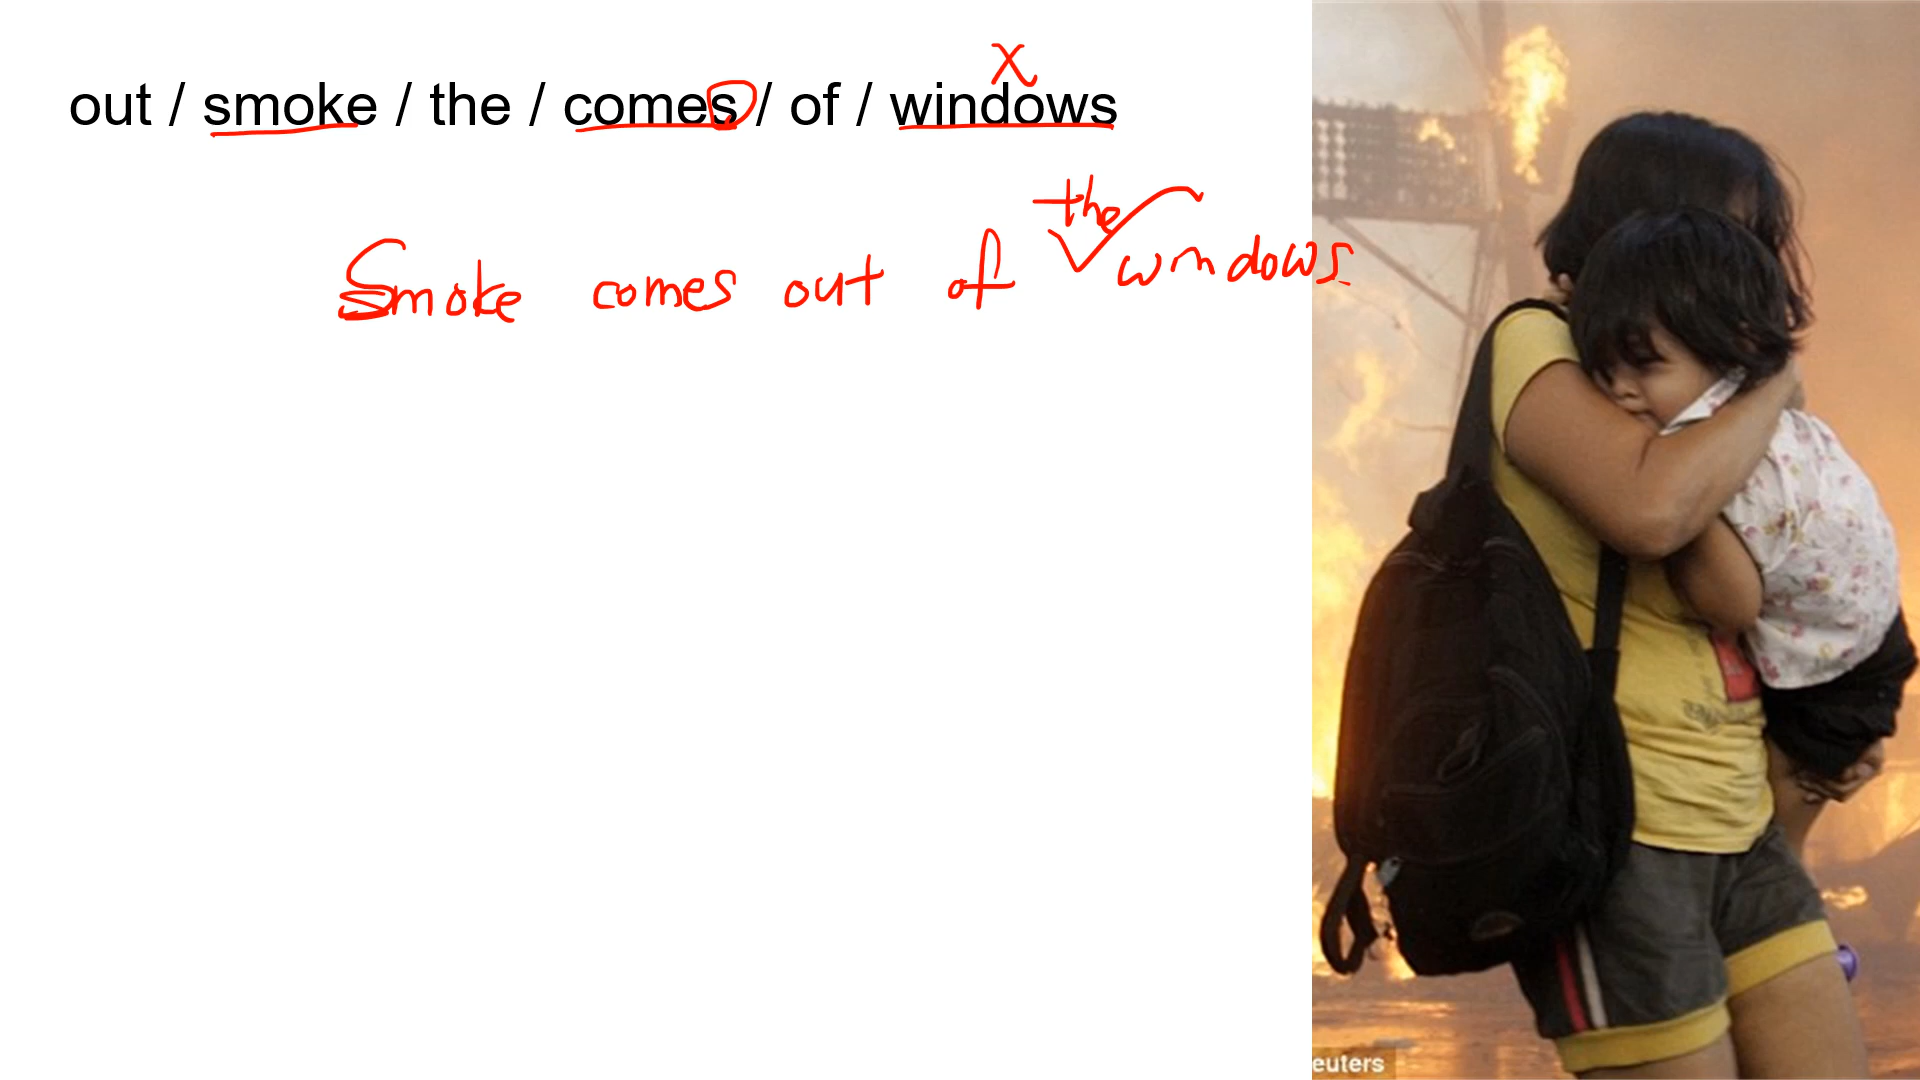 x
out / smoke / the / comes / of / windows
the
Smoke comes out of windows.
euters